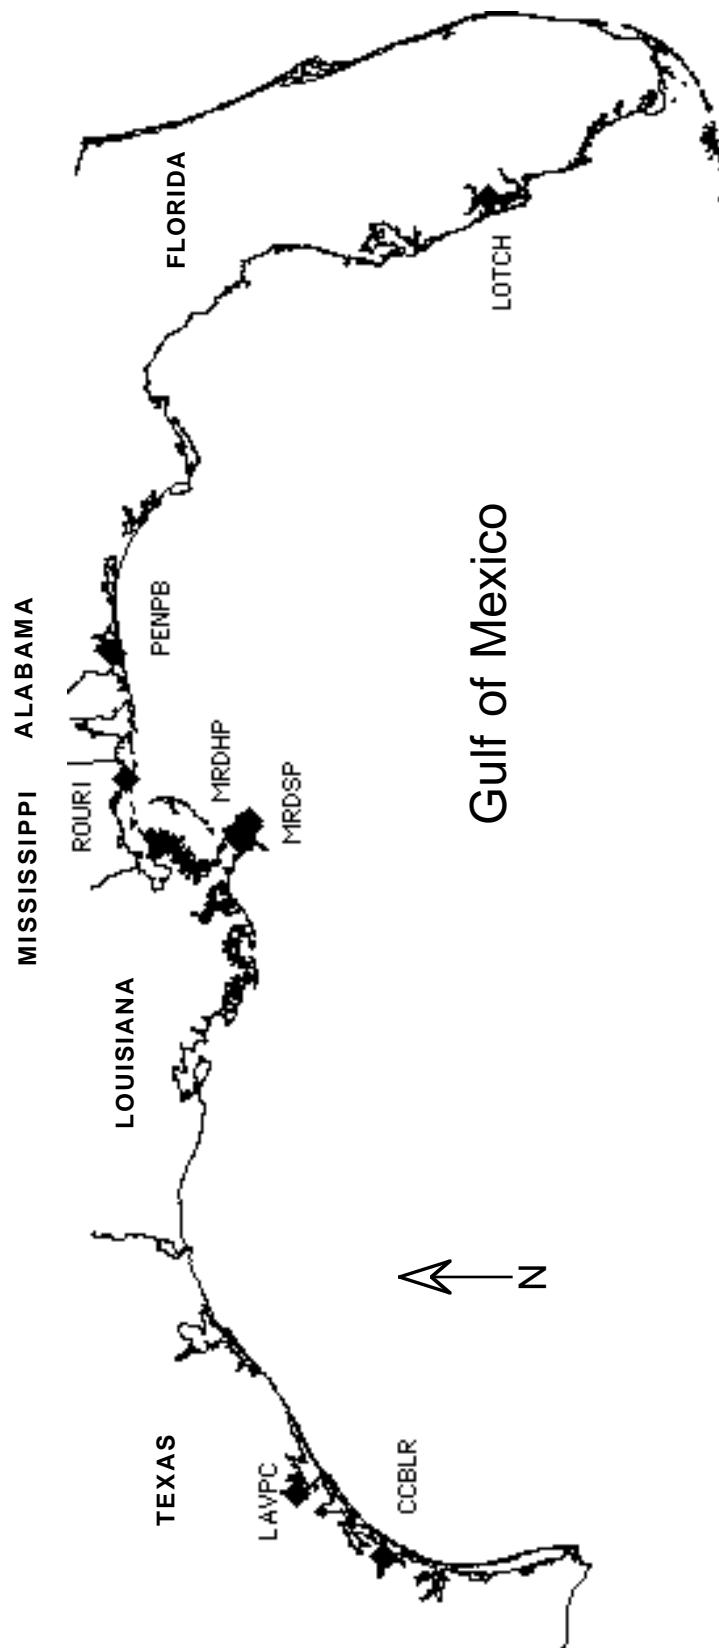 MISSISSIPPI
ALABAMA
TEXAS
LOUISIANA
FLORIDA
ROURI
PENPB
MRDHP
MRDSP
LAVPC
CCBLR
LOTCH
Gulf of Mexico
N